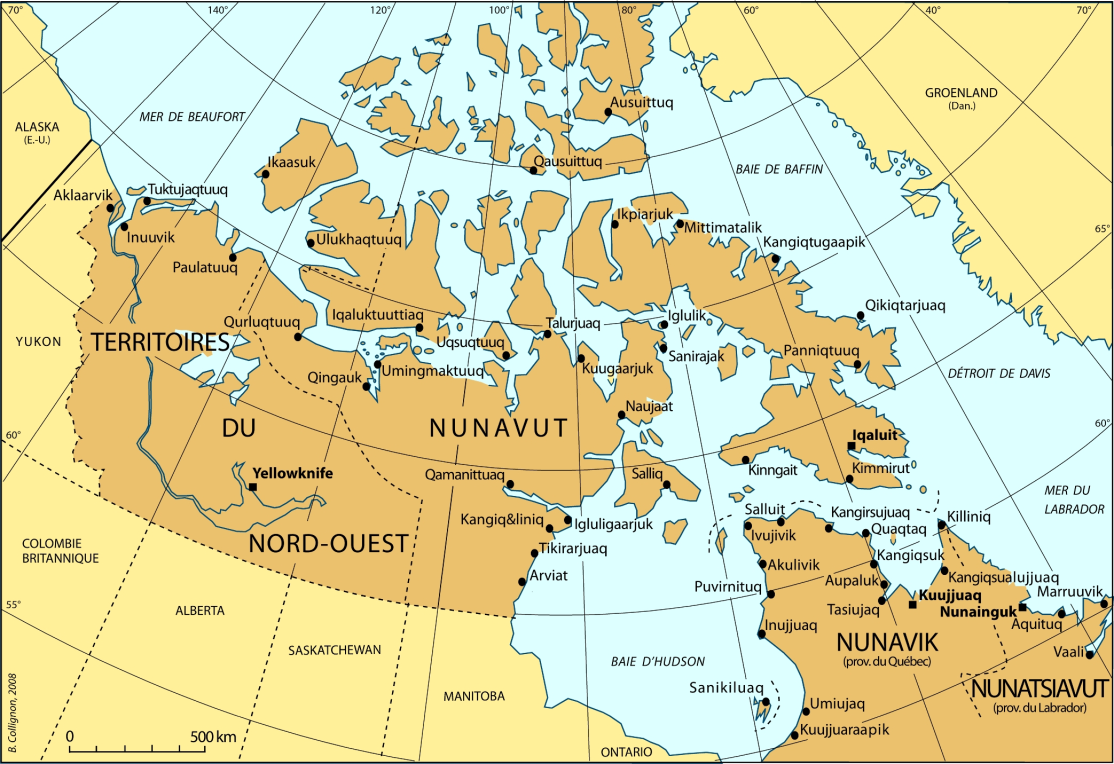 70°
120°
100°
80°
60°
40°
70°
ALASKA
(E.-U.)
MER DE BEAUFORT
GROENLAND
(Dan.)
Ausuittuq
Ikaasuk
Qausuittuq
BAIE DE BAFFIN
Aklaarvik
Tuktujaqtuuq
Inuuvik
Ulukhaqtuuq
Ikpiarjuk
Mittimatalik
Kangiqtugaapik
65°
Paulatuuq
Qikiqtarjuaq
Qurluqtuuq
Iqaluktuuttiaq
Talurjuaq
Iglulik
YUKON
TERRITOIRES
Uqsuqtuuq
Sanirajak
Panniqtuuq
Qingauk
Umingmaktuuq
Kuugaarjuk
DÉTROIT DE DAVIS
Naujaat
60°
60°
DU
NUNAVUT
Iqaluit
Yellowknife
Qamanittuaq
Salliq
Kinngait
Kimmirut
MER DU
LABRADOR
Kangiq&liniq
Igluligaarjuk
Salluit
Kangirsujuaq
Killiniq
Ivujivik
Quaqtaq
COLOMBIE
BRITANNIQUE
NORD-OUEST
Tikirarjuaq
Kangiqsuk
Akulivik
Arviat
Aupaluk
Kangiqsualujjuaq
Puvirnituq
Kuujjuaq
Marruuvik
55°
ALBERTA
Tasiujaq
Nunainguk
Aquituq
Inujjuaq
NUNAVIK
(prov. du Québec)
SASKATCHEWAN
BAIE D'HUDSON
Vaali
MANITOBA
Sanikiluaq
NUNATSIAVUT
(prov. du Labrador)
Umiujaq
Kuujjuaraapik
0
500 km
ONTARIO
B. Collignon, 2008